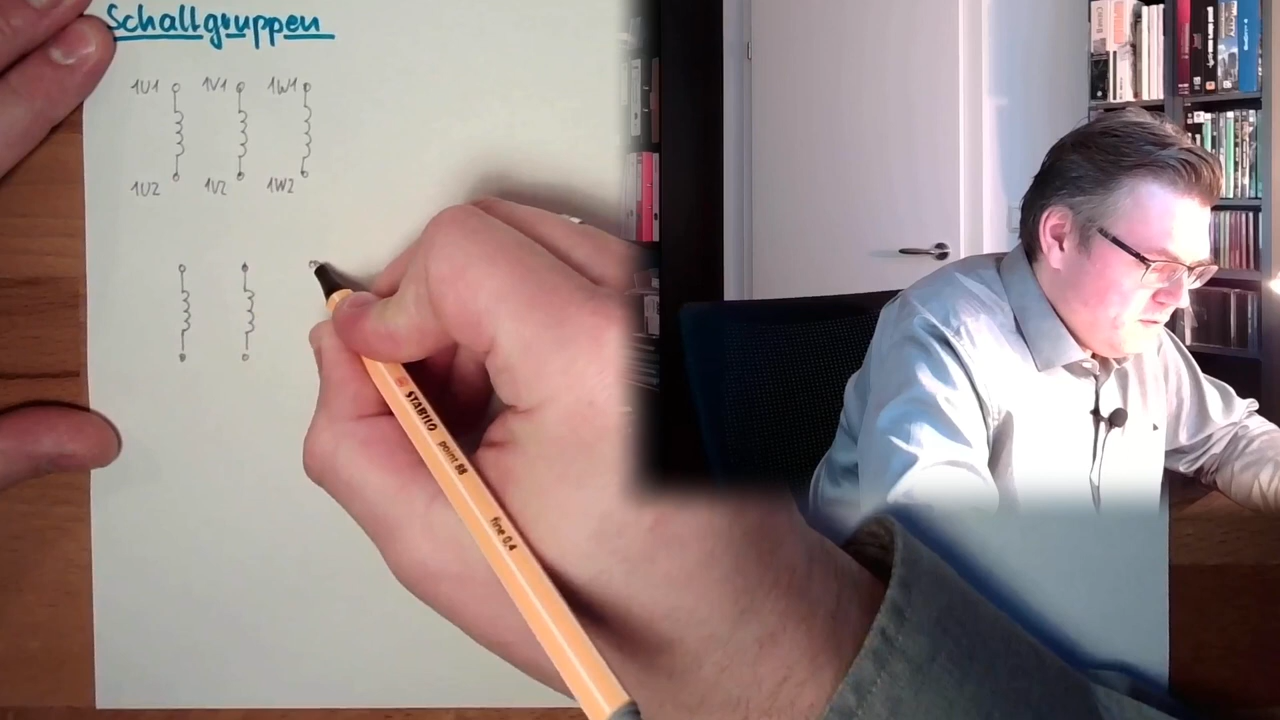 Schaltgruppen
1U1 1V1 1W1
1U2 1V2 1W2
STABILO point 88 fine 0,4